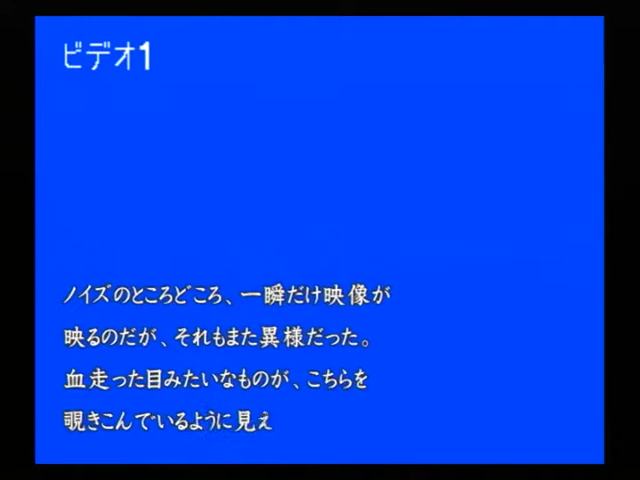 ビデオ1
ノイズのところどころ、一瞬だけ映像が
映るのだが、それもまた異様だった。
血走った目みたいなものが、こちらを
覗きこんでいるように見え